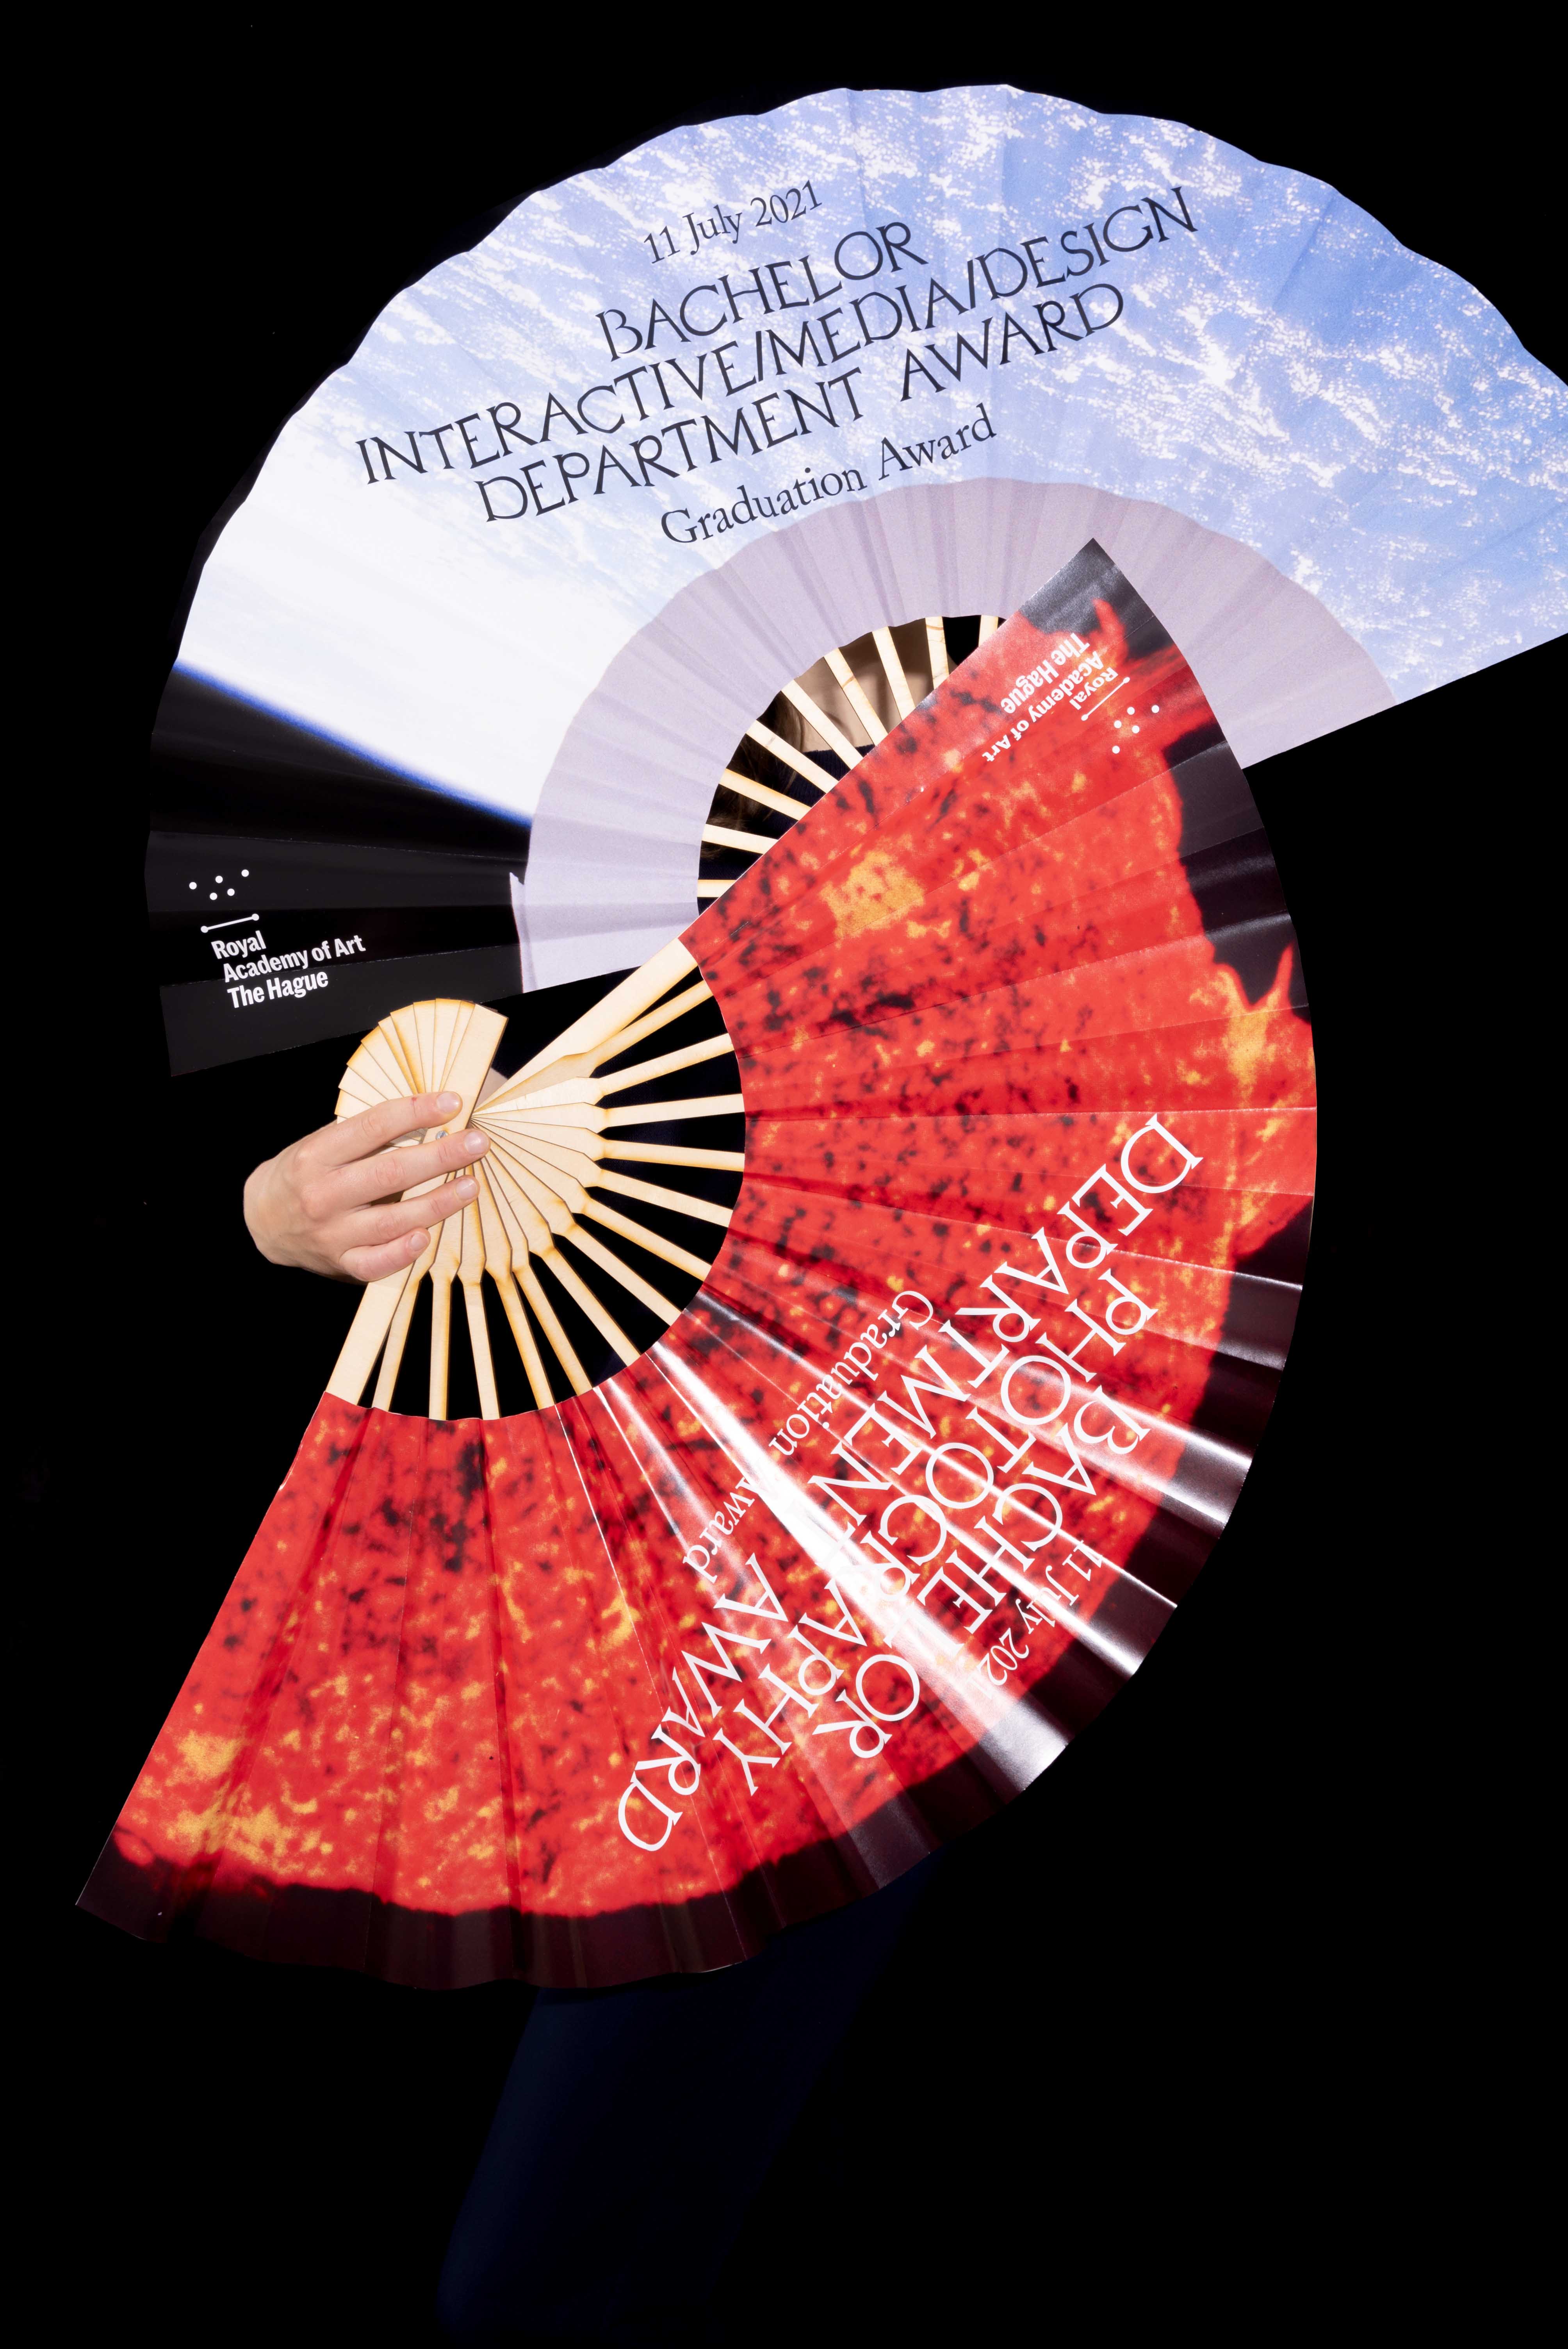 11 July 2021
BACHELOR
INTERACTIVE/MEDIA/DESIGN
DEPARTMENT AWARD
Graduation Award
Royal
Academy of Art
The Hague
Royal
Academy of Art
The Hague
11 July 2021
BACHELOR
PHOTOGRAPHY
DEPARTMENT AWARD
Graduation Award